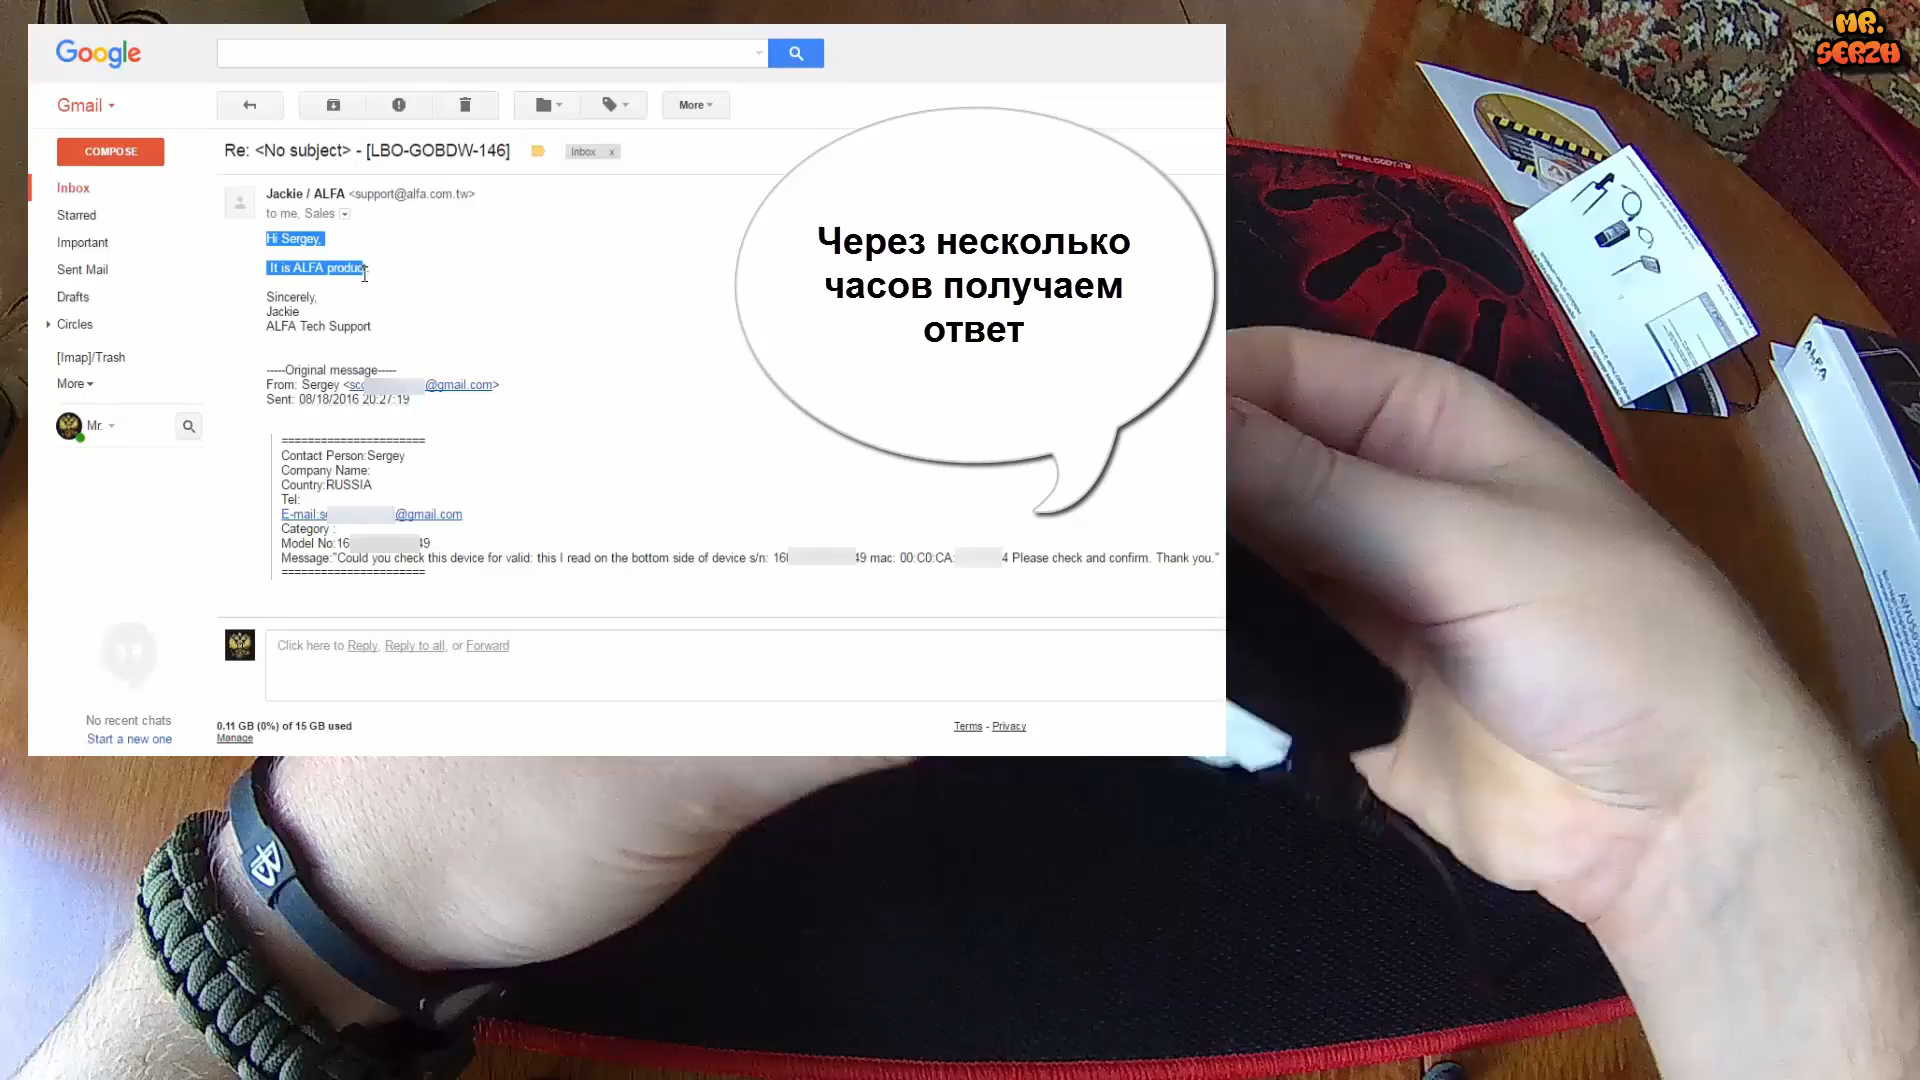 MR.
SERZH
Google
Gmail
More
COMPOSE
Re: <No subject> - [LBO-GOBDW-146]
Inbox x
Inbox
Starred
Important
Sent Mail
Drafts
Circles
[Imap]/Trash
More
Mr.
Jackie / ALFA <support@alfa.com.tw>
to me, Sales
Hi Sergey,
It is ALFA product.
Sincerely,
Jackie
ALFA Tech Support
-----Original message-----
From: Sergey <sco @gmail.com>
Sent: 08/18/2016 20:27:19
======================
Contact Person:Sergey
Company Name:
Country:RUSSIA
Tel:
E-mail:s @gmail.com
Category :
Model No:16 49
Message:"Could you check this device for valid: this I read on the bottom side of device s/n: 16 49 mac: 00:C0:CA: 4 Please check and confirm. Thank you."
======================
Click here to Reply, Reply to all, or Forward
No recent chats
Start a new one
0.11 GB (0%) of 15 GB used
Manage
Terms - Privacy
Через несколько
часов получаем
ответ
ALFA